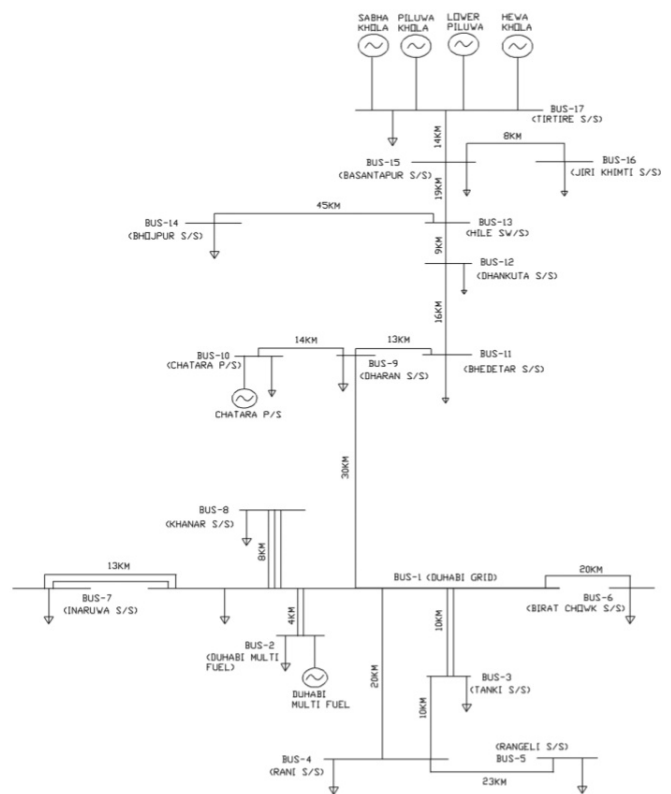 SABHA KHOLA
PILUWA KHOLA
LOWER PILUWA
HEWA KHOLA
BUS-17
(TIRTIRE S/S)
14KM
8KM
BUS-15
(BASANTAPUR S/S)
BUS-16
(JIRI KHIMTI S/S)
19KM
45KM
BUS-14
(BHOJPUR S/S)
BUS-13
(HILE SW/S)
9KM
BUS-12
(DHANKUTA S/S)
16KM
14KM
13KM
BUS-10
(CHATARA P/S)
BUS-9
(DHARAN S/S)
BUS-11
(BHEDETAR S/S)
CHATARA P/S
30KM
BUS-8
(KHANAR S/S)
8KM
13KM
BUS-1 (DUHABI GRID)
20KM
BUS-7
(INARUWA S/S)
BUS-6
(BIRAT CHOWK S/S)
4KM
10KM
BUS-2
(DUHABI MULTI
FUEL)
20KM
BUS-3
(TANKI S/S)
DUHABI
MULTI FUEL
10KM
(RANGELI S/S)
BUS-4
(RANI S/S)
BUS-5
23KM